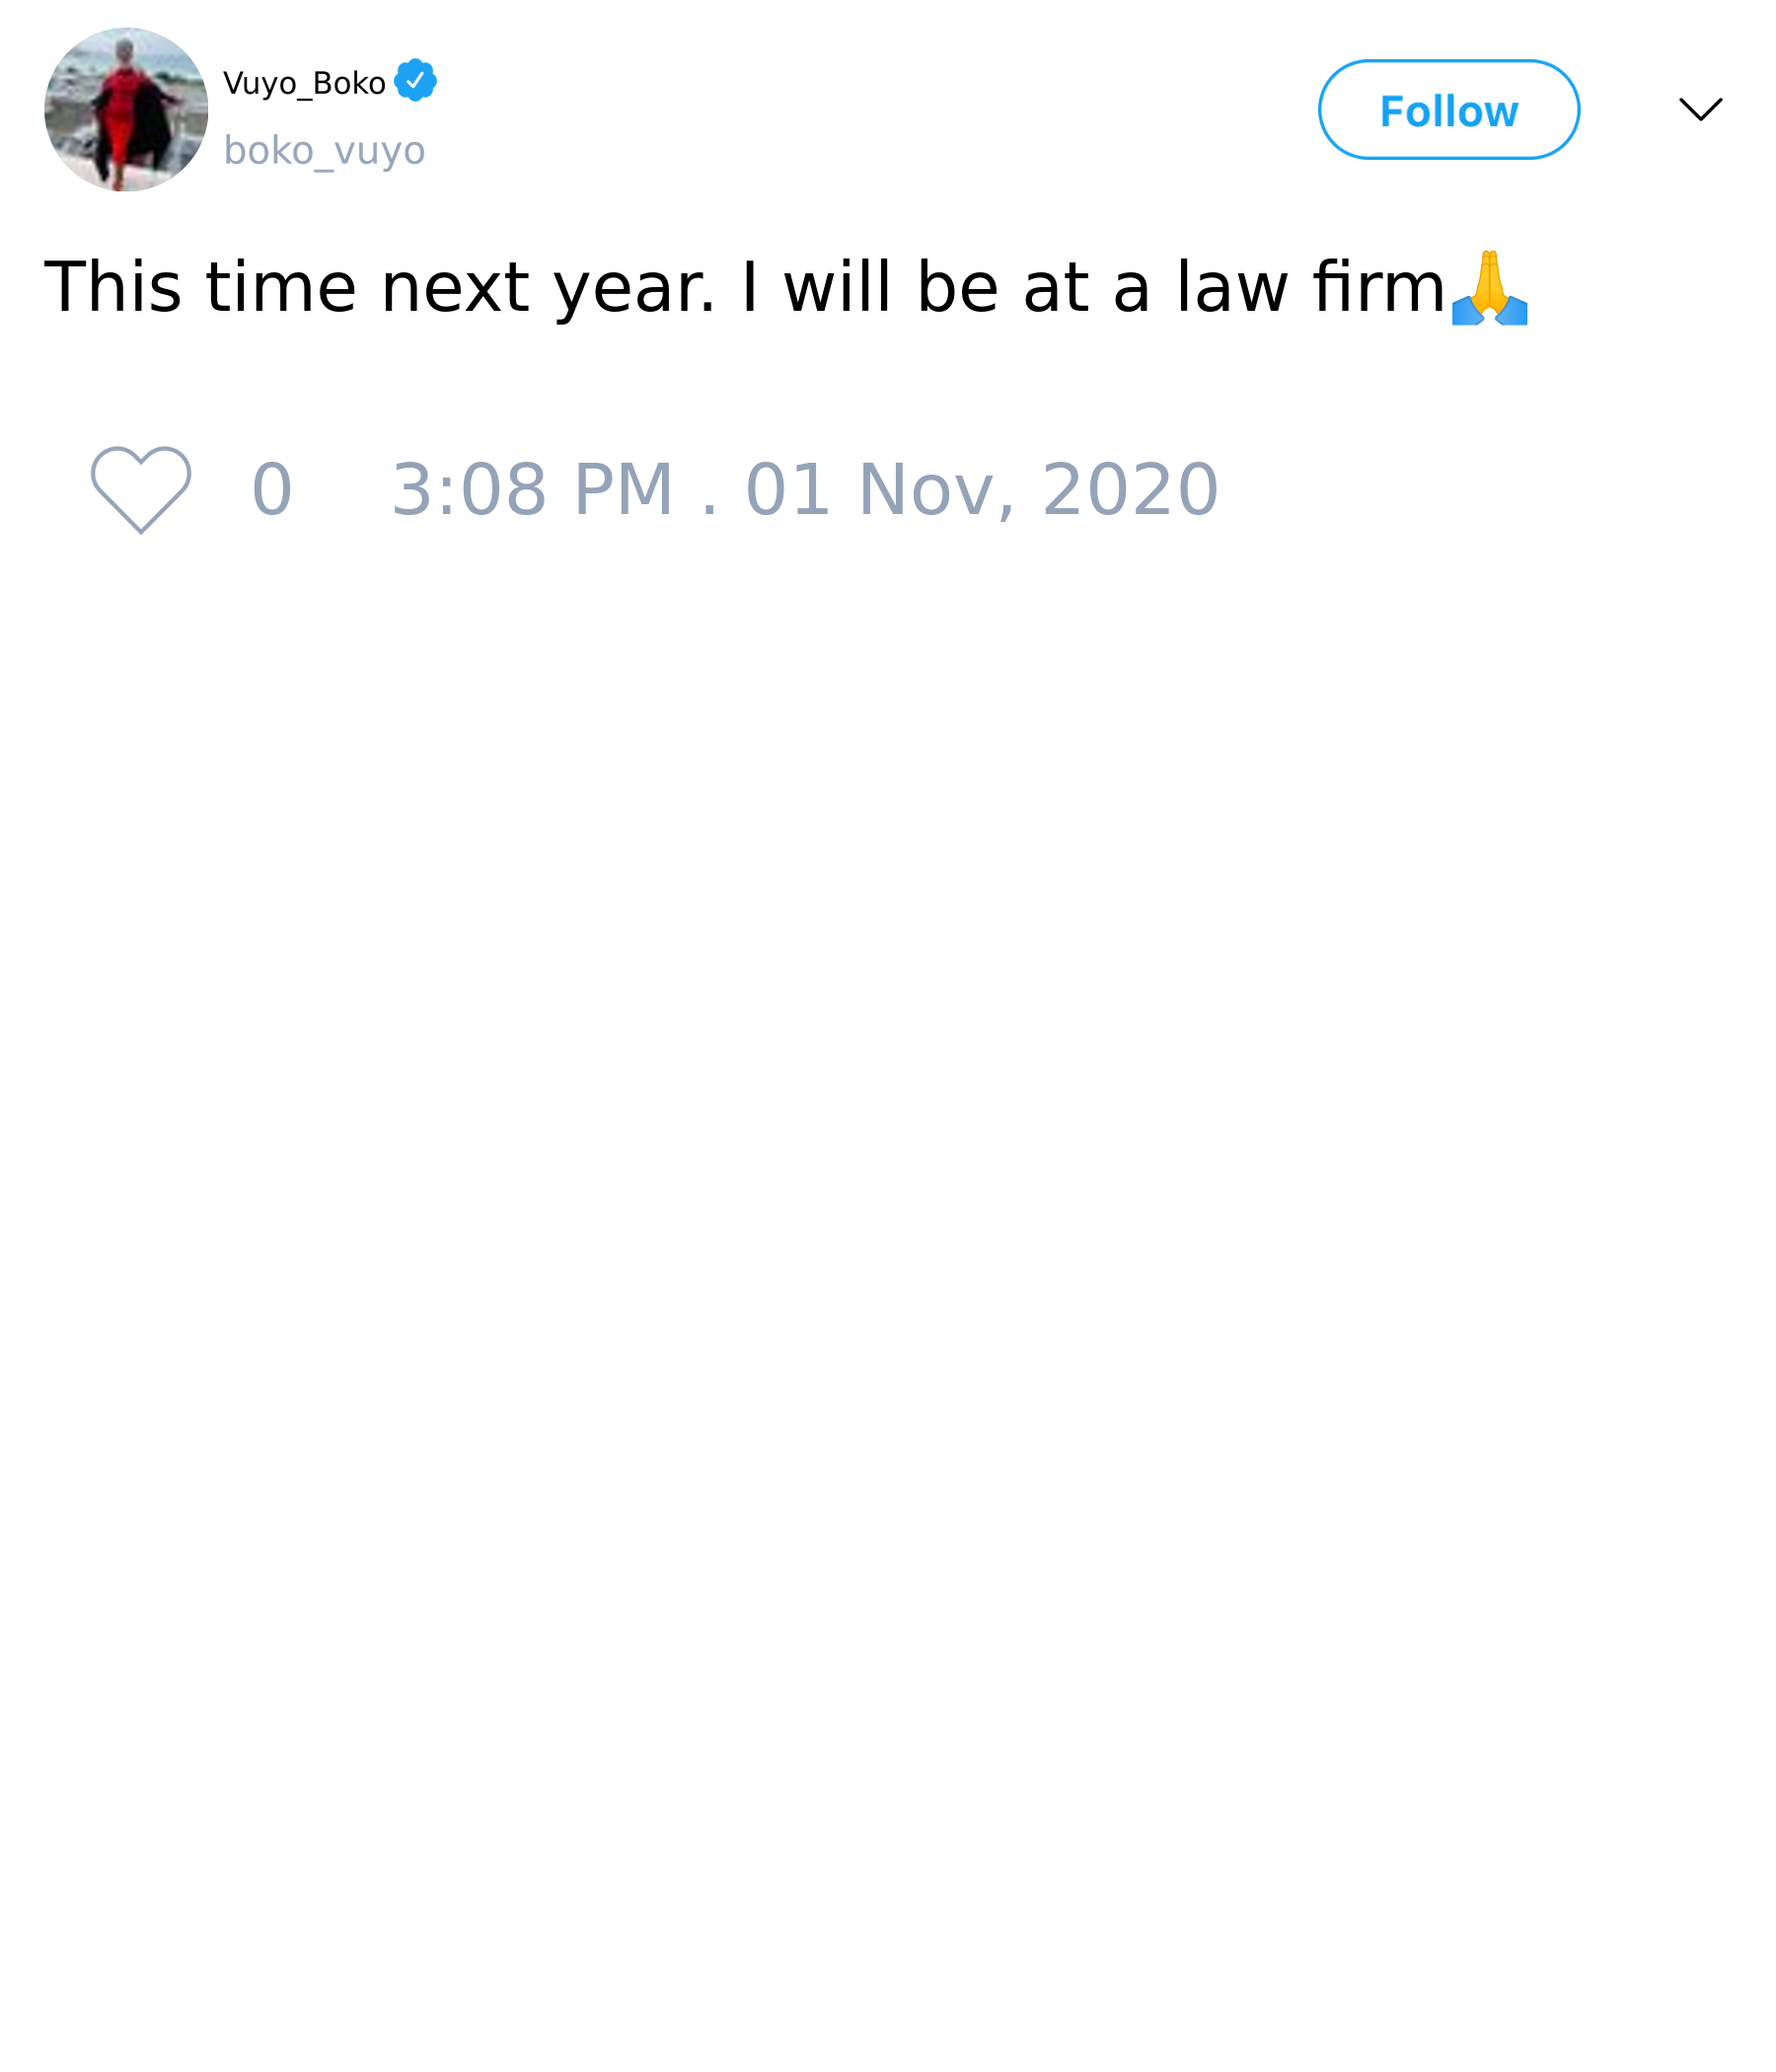 Vuyo_Boko
boko_vuyo
Follow
This time next year. I will be at a law firm🙏
0 3:08 PM . 01 Nov, 2020